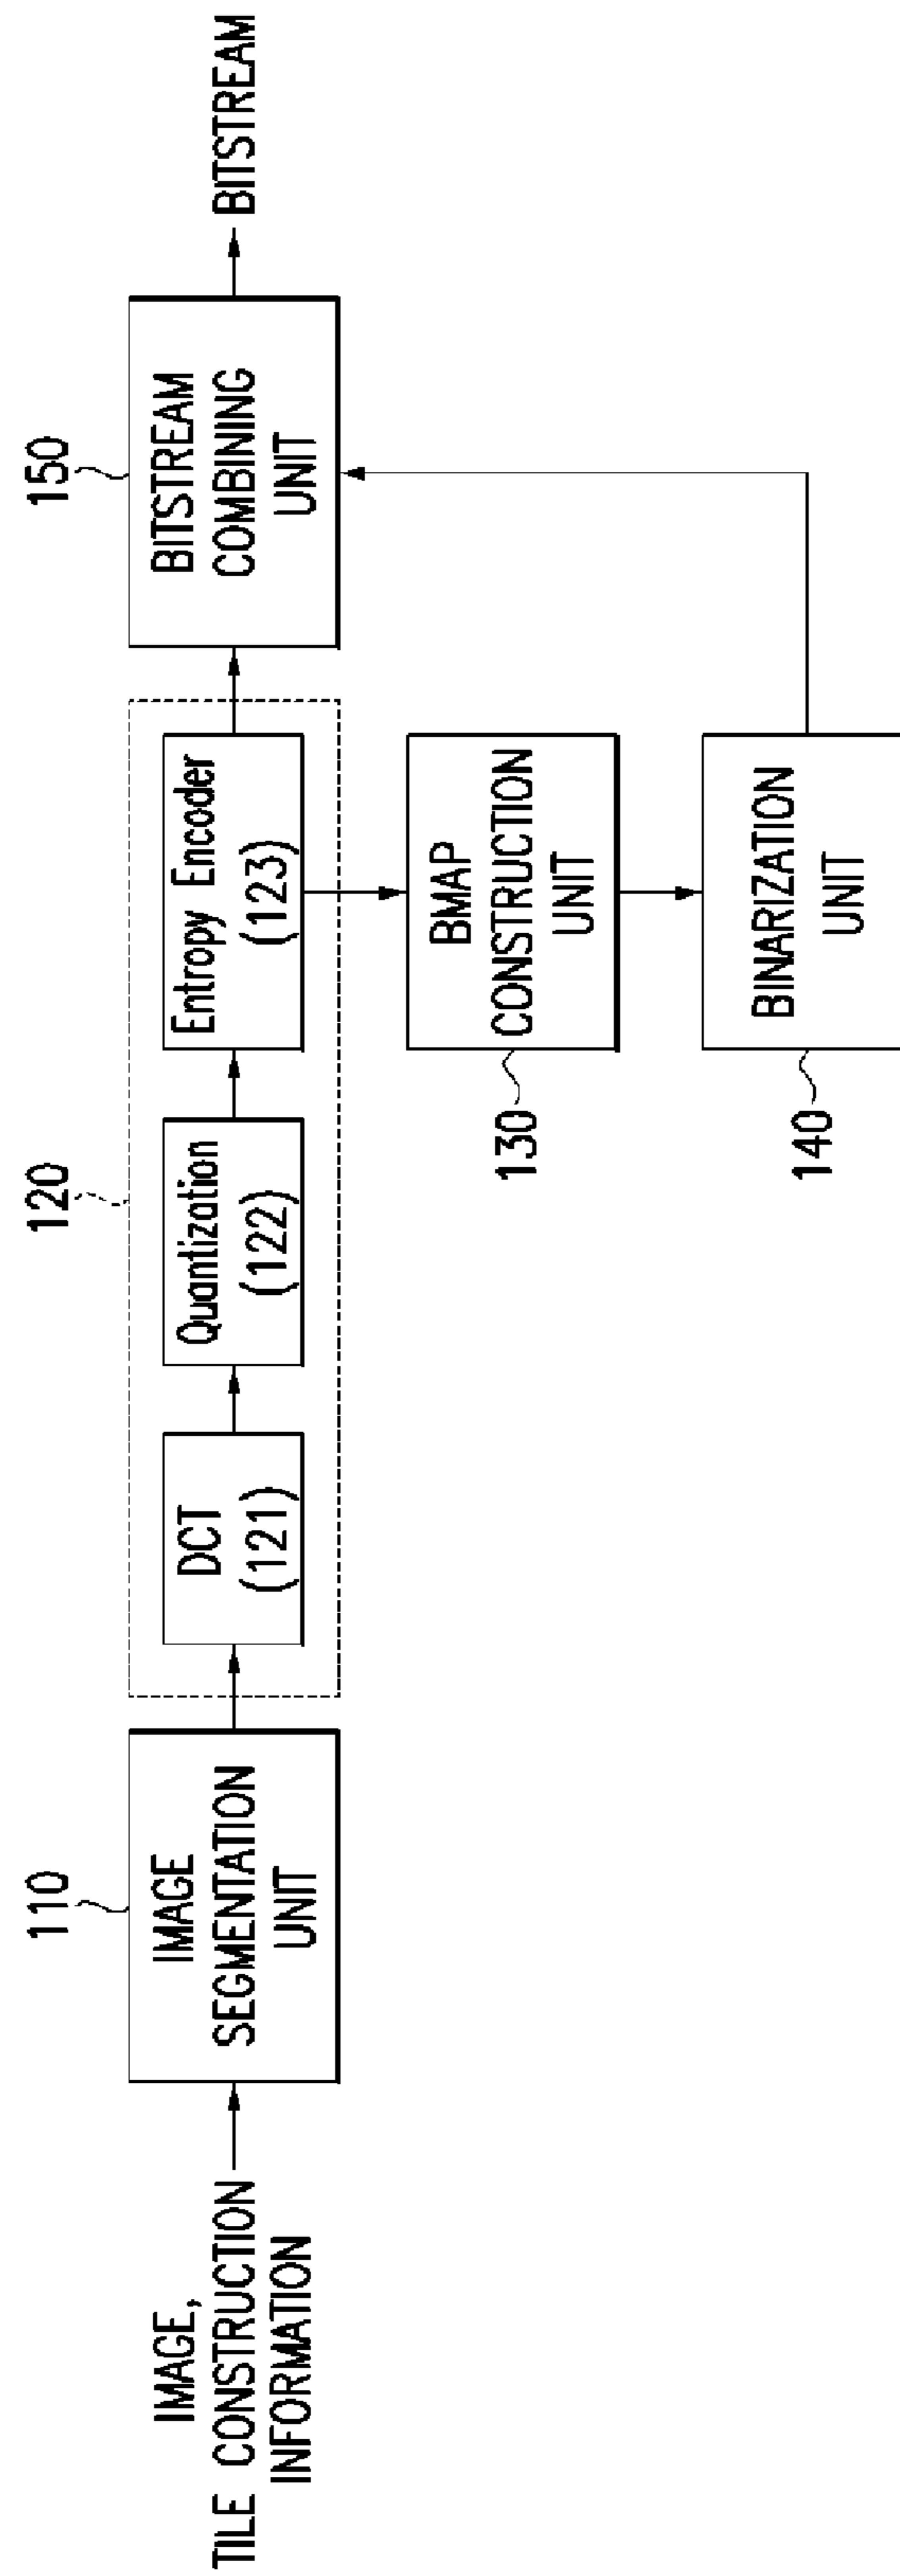 IMAGE,
TILE CONSTRUCTION
INFORMATION
110
IMAGE
SEGMENTATION
UNIT
120
DCT
(121)
Quantization
(122)
Entropy Encoder
(123)
150
BITSTREAM
COMBINING
UNIT
BITSTREAM
130
BMAP
CONSTRUCTION
UNIT
140
BINARIZATION
UNIT